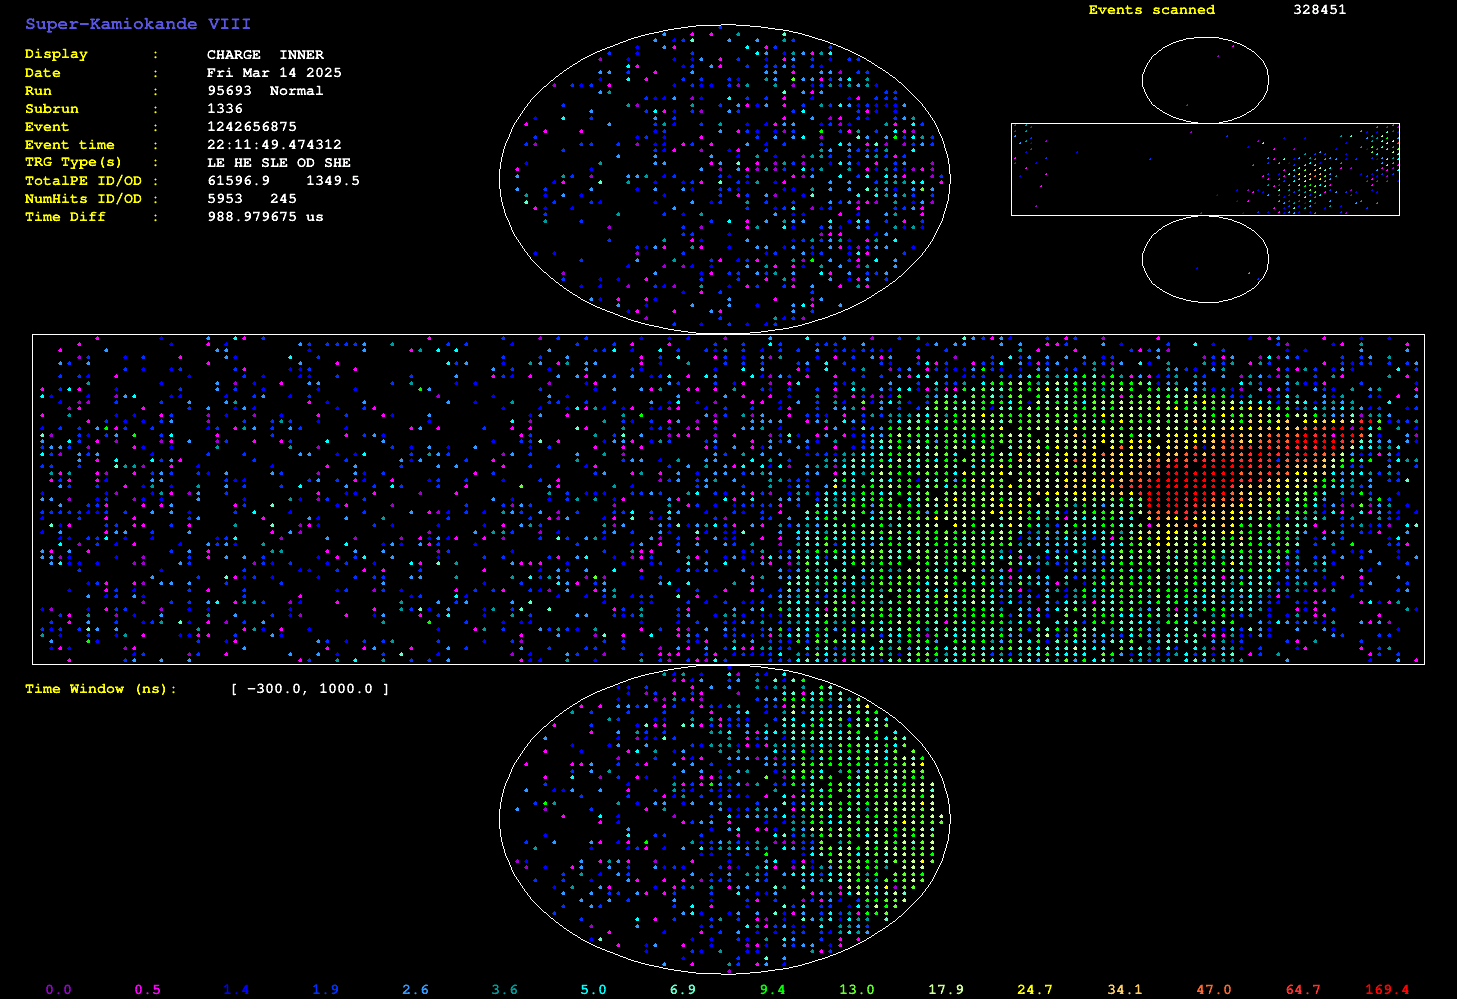 Super-Kamiokande VIII
Display : CHARGE INNER
Date : Fri Mar 14 2025
Run : 95693 Normal
Subrun : 1336
Event : 1242656875
Event time : 22:11:49.474312
TRG Type(s) : LE HE SLE OD SHE
TotalPE ID/OD : 61596.9 1349.5
NumHits ID/OD : 5953 245
Time Diff : 988.979675 us
Events scanned 328451
Time Window (ns): [ -300.0, 1000.0 ]
0.0 0.5 1.4 1.9 2.6 3.6 5.0 6.9 9.4 13.0 17.9 24.7 34.1 47.0 64.7 169.4